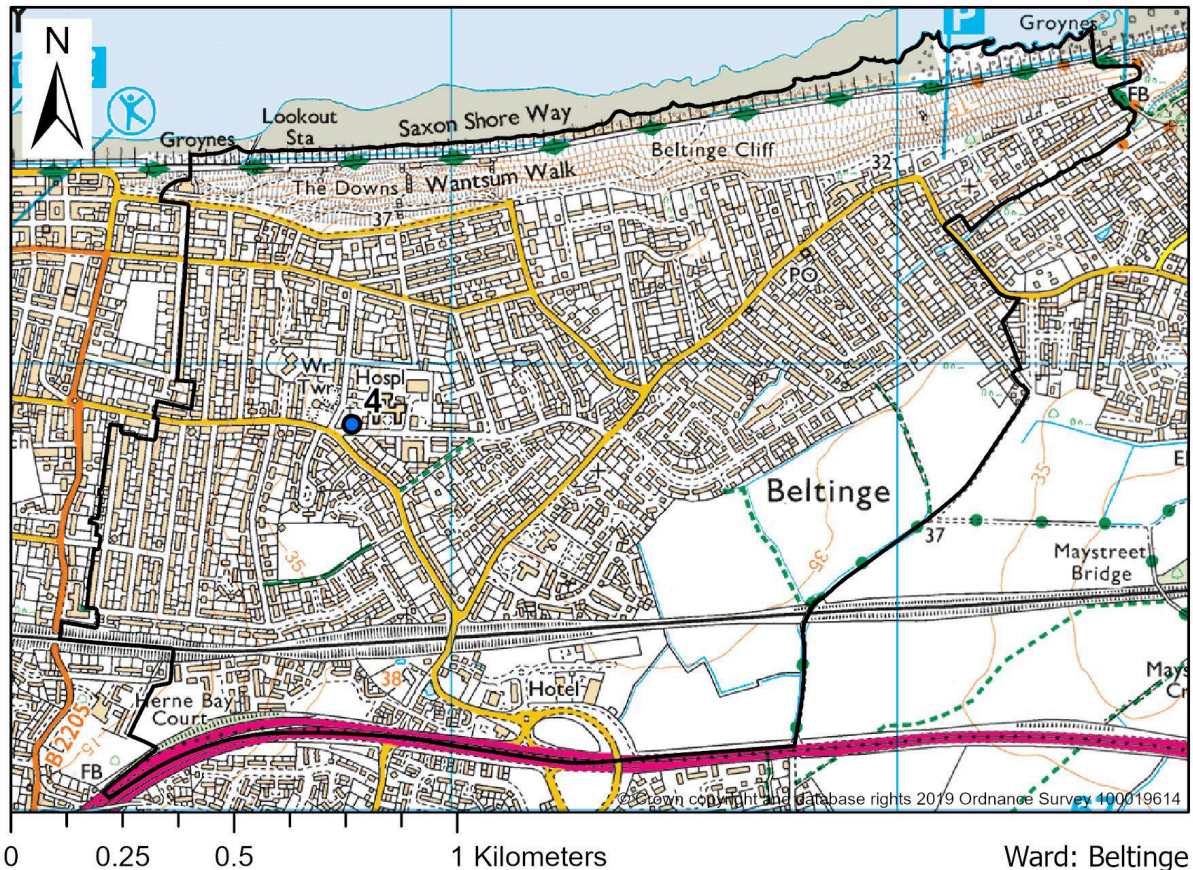 Y
N
P
Groynes
FB
Lookout
Sta
Groynes
Saxon Shore Way
Beltinge Cliff
32
The Downs
Wantsum Walk
37
PO
Wr
Twr
Hospl
4
35
Beltinge
35
35
37
Maystreet
Bridge
38
Hotel
Herne Bay
Court
B2205
15
FB
© Crown copyright and database rights 2019 Ordnance Survey 100019614
0 0.25 0.5 1 Kilometers
Ward: Beltinge